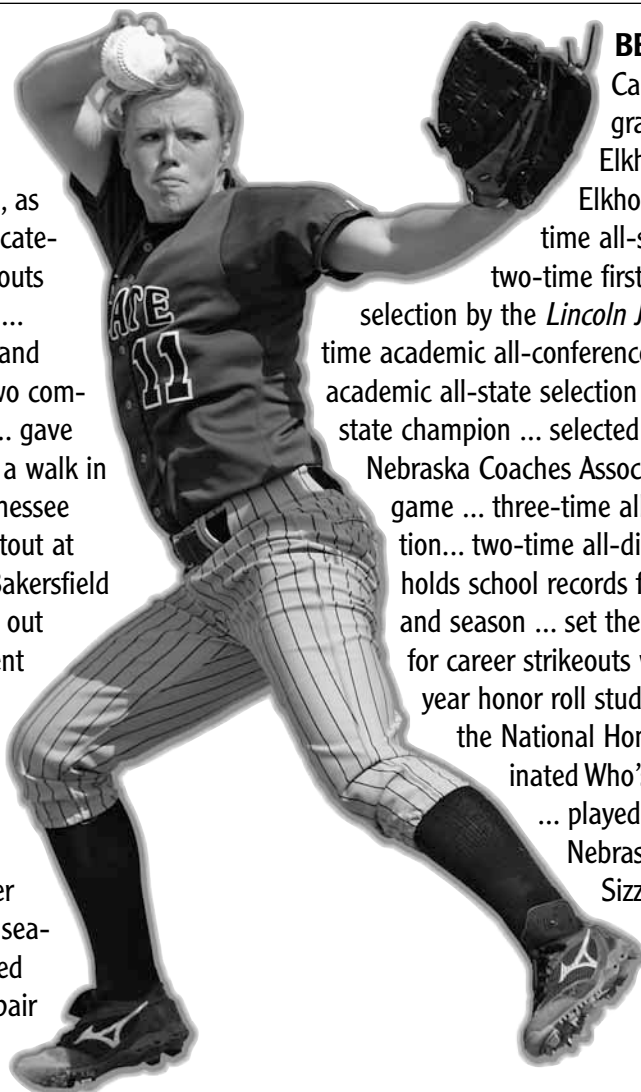 , as
cate-
outs
...
and
vo com-
.. gave
a walk in
nessee
tout at
Bakersfield
out
ent
er
sea-
ed
pair
ATE
11
BE
Ca
gra
Elkh
Elkho
time all-s
two-time first
selection by the Lincoln J
time academic all-conference
academic all-state selection
state champion ... selected
Nebraska Coaches Assoc
game ... three-time al
tion... two-time all-di
holds school records f
and season ... set the
for career strikeouts v
year honor roll stud
the National Hon
inated Who's
... played
Nebras
Sizz